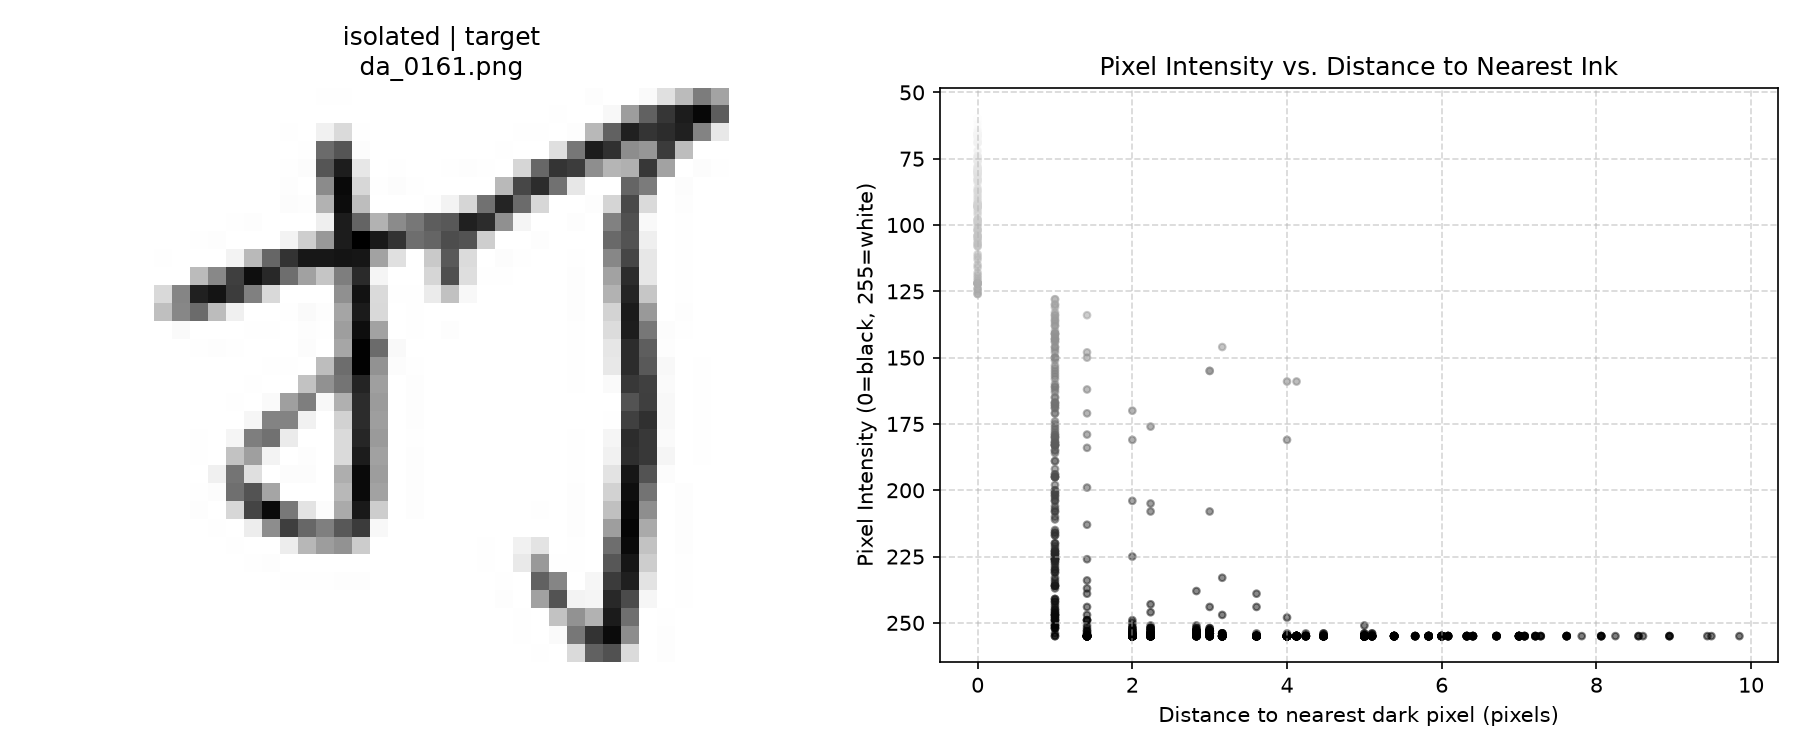 isolated | target
da_0161.png
Pixel Intensity vs. Distance to Nearest Ink
50
75
100
125
150
175
200
225
250
Pixel Intensity (0=black, 255=white)
0 2 4 6 8 10
Distance to nearest dark pixel (pixels)